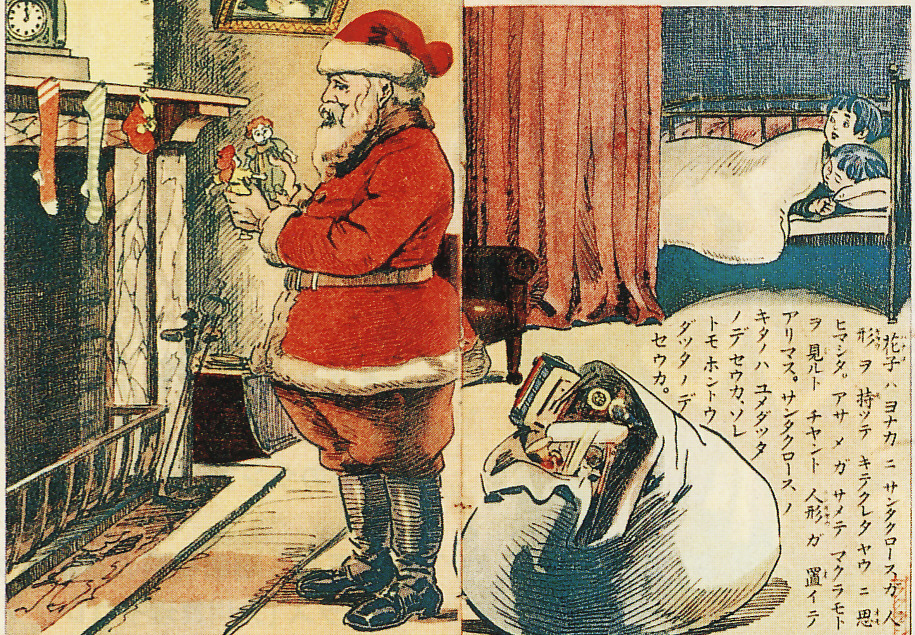 花子ハ ヨナカ ニ サンタクロース ガ 人
形 ヲ 持ッテ キテクレタ ヤウ ニ 思
ヒマシタ。アサ メ ガ サメテ マクラモト
ヲ 見ルト チヤント 人形 ガ 置イテ
アリマス。サンタクロース ノ
キタノハ ユメダッタ
ノデ セウカ、ソレ
トモ ホントウ
ダッタ ノ デ
セウカ。